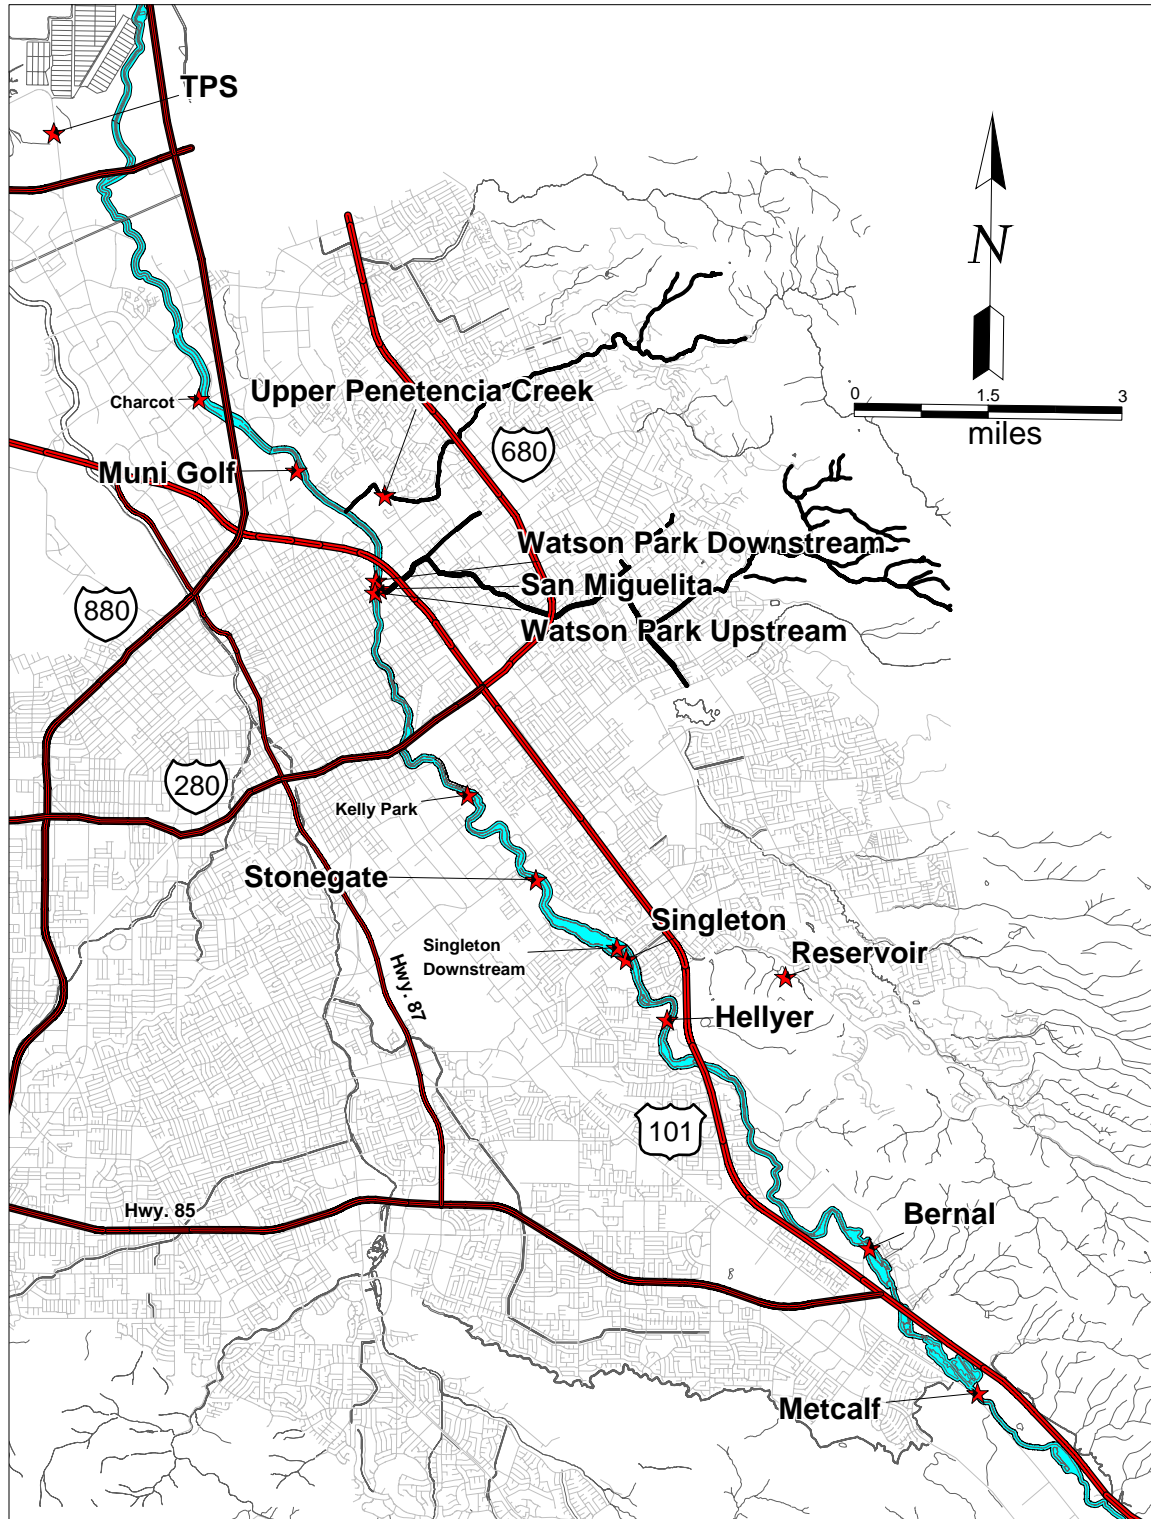 TPS
N
0 1.5 3
miles
Charcot
Upper Penetencia Creek
680
Muni Golf
Watson Park Downstream
San Miguelita
880
Watson Park Upstream
280
Kelly Park
Stonegate
Singleton
Singleton
Downstream
Reservoir
Hwy. 87
Hellyer
101
Hwy. 85
Bernal
Metcalf